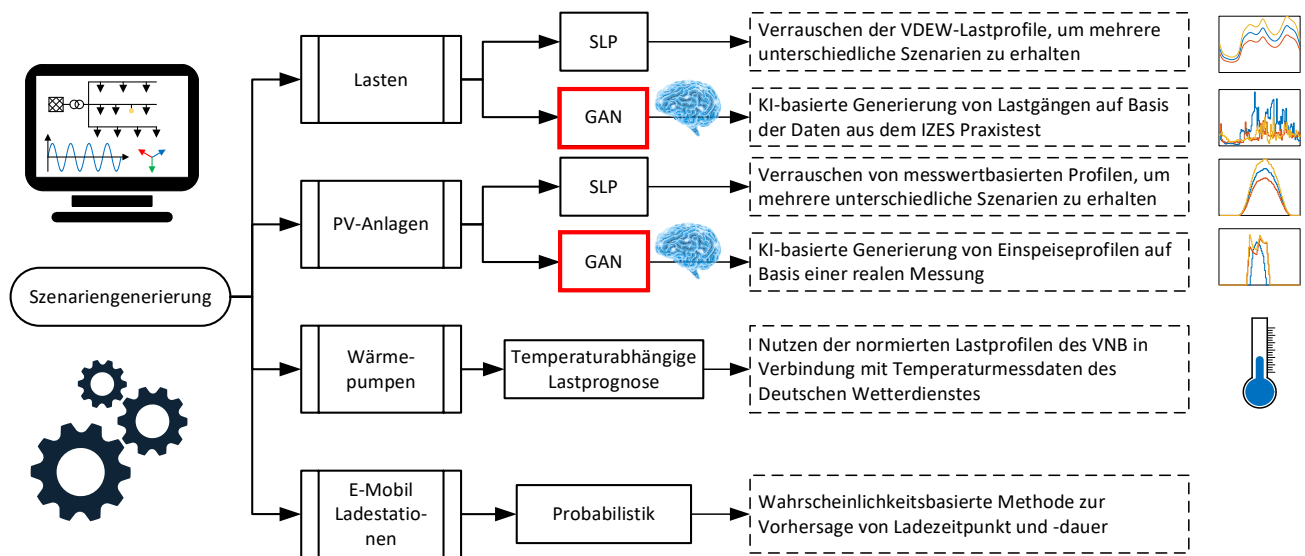 Szenariengenerierung
Lasten
SLP
Verrauschen der VDEW-Lastprofile, um mehrere
unterschiedliche Szenarien zu erhalten
GAN
KI-basierte Generierung von Lastgängen auf Basis
der Daten aus dem IZES Praxistest
PV-Anlagen
SLP
Verrauschen von messwertbasierten Profilen, um
mehrere unterschiedliche Szenarien zu erhalten
GAN
KI-basierte Generierung von Einspeiseprofilen auf
Basis einer realen Messung
Wärme-
pumpen
Temperaturabhängige
Lastprognose
Nutzen der normierten Lastprofilen des VNB in
Verbindung mit Temperaturmessdaten des
Deutschen Wetterdienstes
E-Mobil
Ladestatio-
nen
Probabilistik
Wahrscheinlichkeitsbasierte Methode zur
Vorhersage von Ladezeitpunkt und -dauer